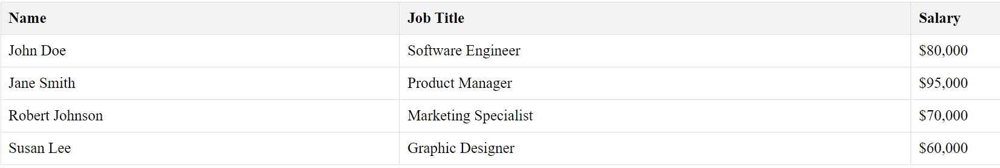 Name Job Title Salary
John Doe Software Engineer $80,000
Jane Smith Product Manager $95,000
Robert Johnson Marketing Specialist $70,000
Susan Lee Graphic Designer $60,000